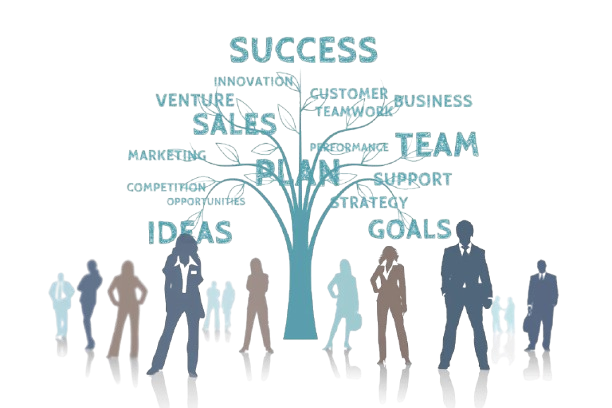 SUCCESS
INNOVATION
CUSTOMER
VENTURE
BUSINESS
TEAMWORK
SALES
TEAM
PERFORMANCE
MARKETING
PLAN
SUPPORT
COMPETITION
OPPORTUNITIES
STRATEGY
IDEAS
GOALS